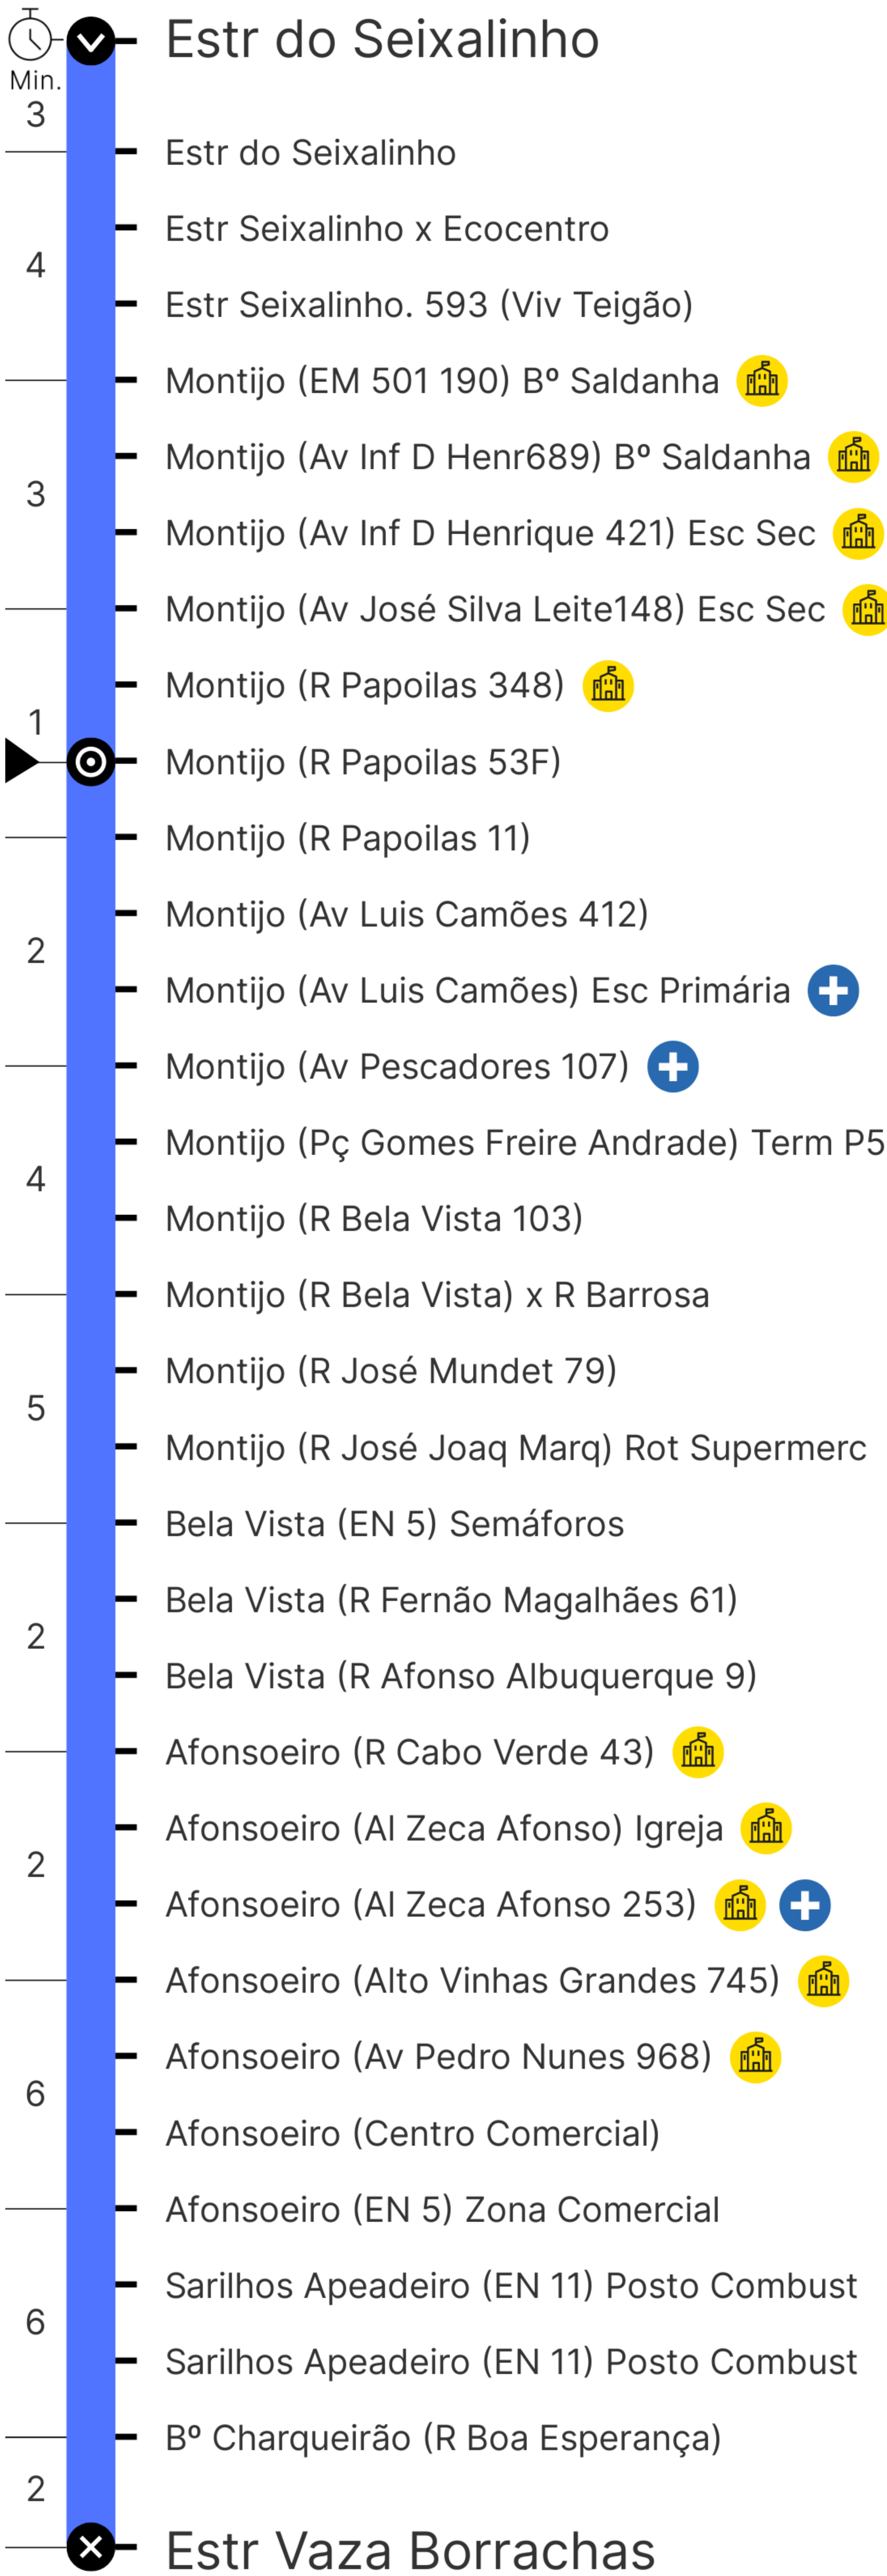 Estr do Seixalinho
Min.
3
Estr do Seixalinho
Estr Seixalinho x Ecocentro
4
Estr Seixalinho. 593 (Viv Teigão)
Montijo (EM 501 190) Bº Saldanha
Montijo (Av Inf D Henr689) Bº Saldanha
3
Montijo (Av Inf D Henrique 421) Esc Sec
Montijo (Av José Silva Leite148) Esc Sec
Montijo (R Papoilas 348)
1
Montijo (R Papoilas 53F)
Montijo (R Papoilas 11)
Montijo (Av Luis Camões 412)
2
Montijo (Av Luis Camões) Esc Primária
Montijo (Av Pescadores 107)
Montijo (Pç Gomes Freire Andrade) Term P5
4
Montijo (R Bela Vista 103)
Montijo (R Bela Vista) x R Barrosa
Montijo (R José Mundet 79)
5
Montijo (R José Joaq Marq) Rot Supermerc
Bela Vista (EN 5) Semáforos
Bela Vista (R Fernão Magalhães 61)
2
Bela Vista (R Afonso Albuquerque 9)
Afonsoeiro (R Cabo Verde 43)
Afonsoeiro (Al Zeca Afonso) Igreja
2
Afonsoeiro (Al Zeca Afonso 253)
Afonsoeiro (Alto Vinhas Grandes 745)
Afonsoeiro (Av Pedro Nunes 968)
6
Afonsoeiro (Centro Comercial)
Afonsoeiro (EN 5) Zona Comercial
Sarilhos Apeadeiro (EN 11) Posto Combust
6
Sarilhos Apeadeiro (EN 11) Posto Combust
Bº Charqueirão (R Boa Esperança)
2
Estr Vaza Borrachas